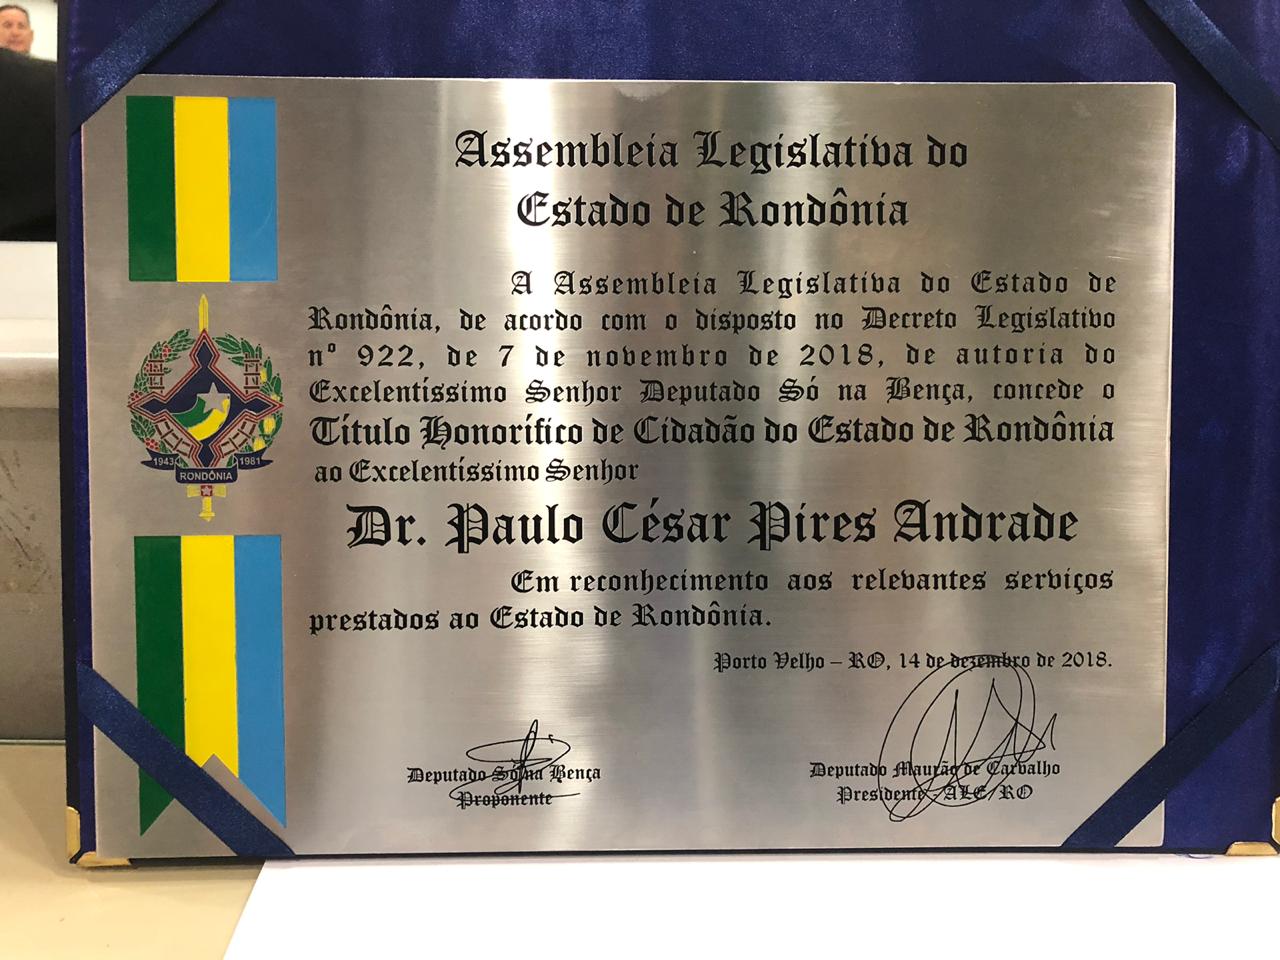 Assembleia Legislativa do
Estado de Rondônia
A Assembleia Legislativa do Estado de
Rondônia, de acordo com o disposto no Decreto Legislativo
nº 922, de 7 de novembro de 2018, de autoria do
Excelentíssimo Senhor Deputado Só na Bença, concede o
Título Honorífico de Cidadão do Estado de Rondônia
ao Excelentíssimo Senhor
Dr. Paulo César Pires Andrade
Em reconhecimento aos relevantes serviços
prestados ao Estado de Rondônia.
Porto Velho – RO, 14 de dezembro de 2018.
Deputado Só na Bença
Proponente
Deputado Maurão de Carvalho
Presidente ALE/RO
1943 1981
RONDÔNIA